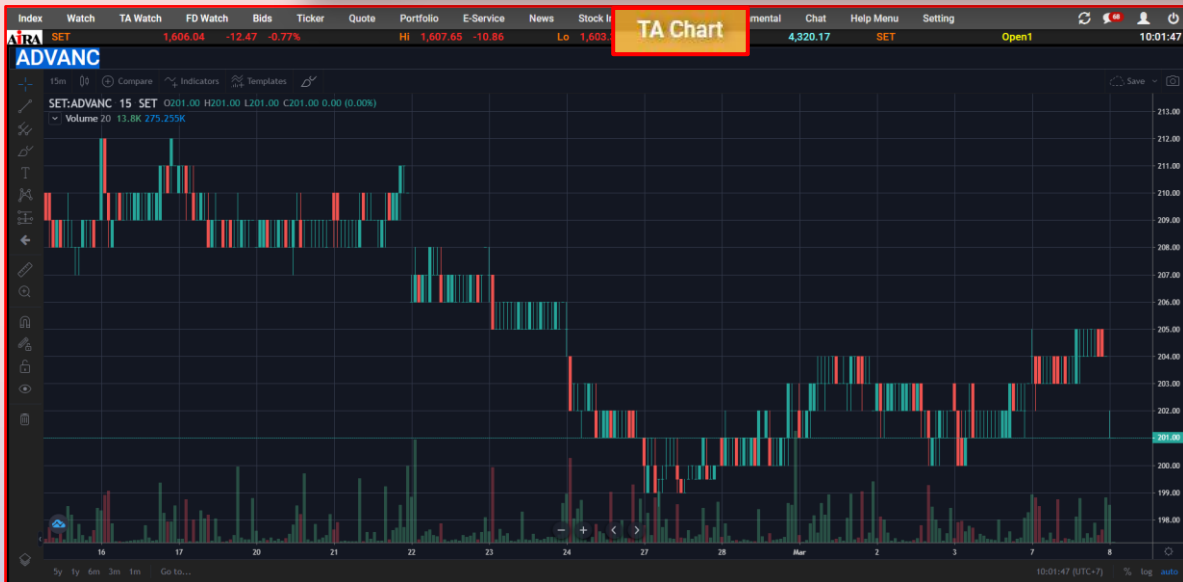 Index Watch TA Watch FD Watch Bids Ticker Quote Portfolio E-Service News Stock In TA Chart mental Chat Help Menu Setting
AiRA SET 1,606.04 -12.47 -0.77% Hi 1,607.65 -10.86 Lo 1,603. 4,320.17 SET Open1 10:01:47
ADVANC
15m Compare Indicators Templates Save
SET:ADVANC 15 SET O201.00 H201.00 L201.00 C201.00 0.00 (0.00%)
Volume 20 13.8K 275.255K
213.00
212.00
211.00
210.00
209.00
208.00
207.00
206.00
205.00
204.00
203.00
202.00
201.00
200.00
199.00
198.00
16 17 20 21 22 23 24 27 28 Mar 2 3 7 8
5y 1y 6m 3m 1m Go to... 10:01:47 (UTC+7) % log auto